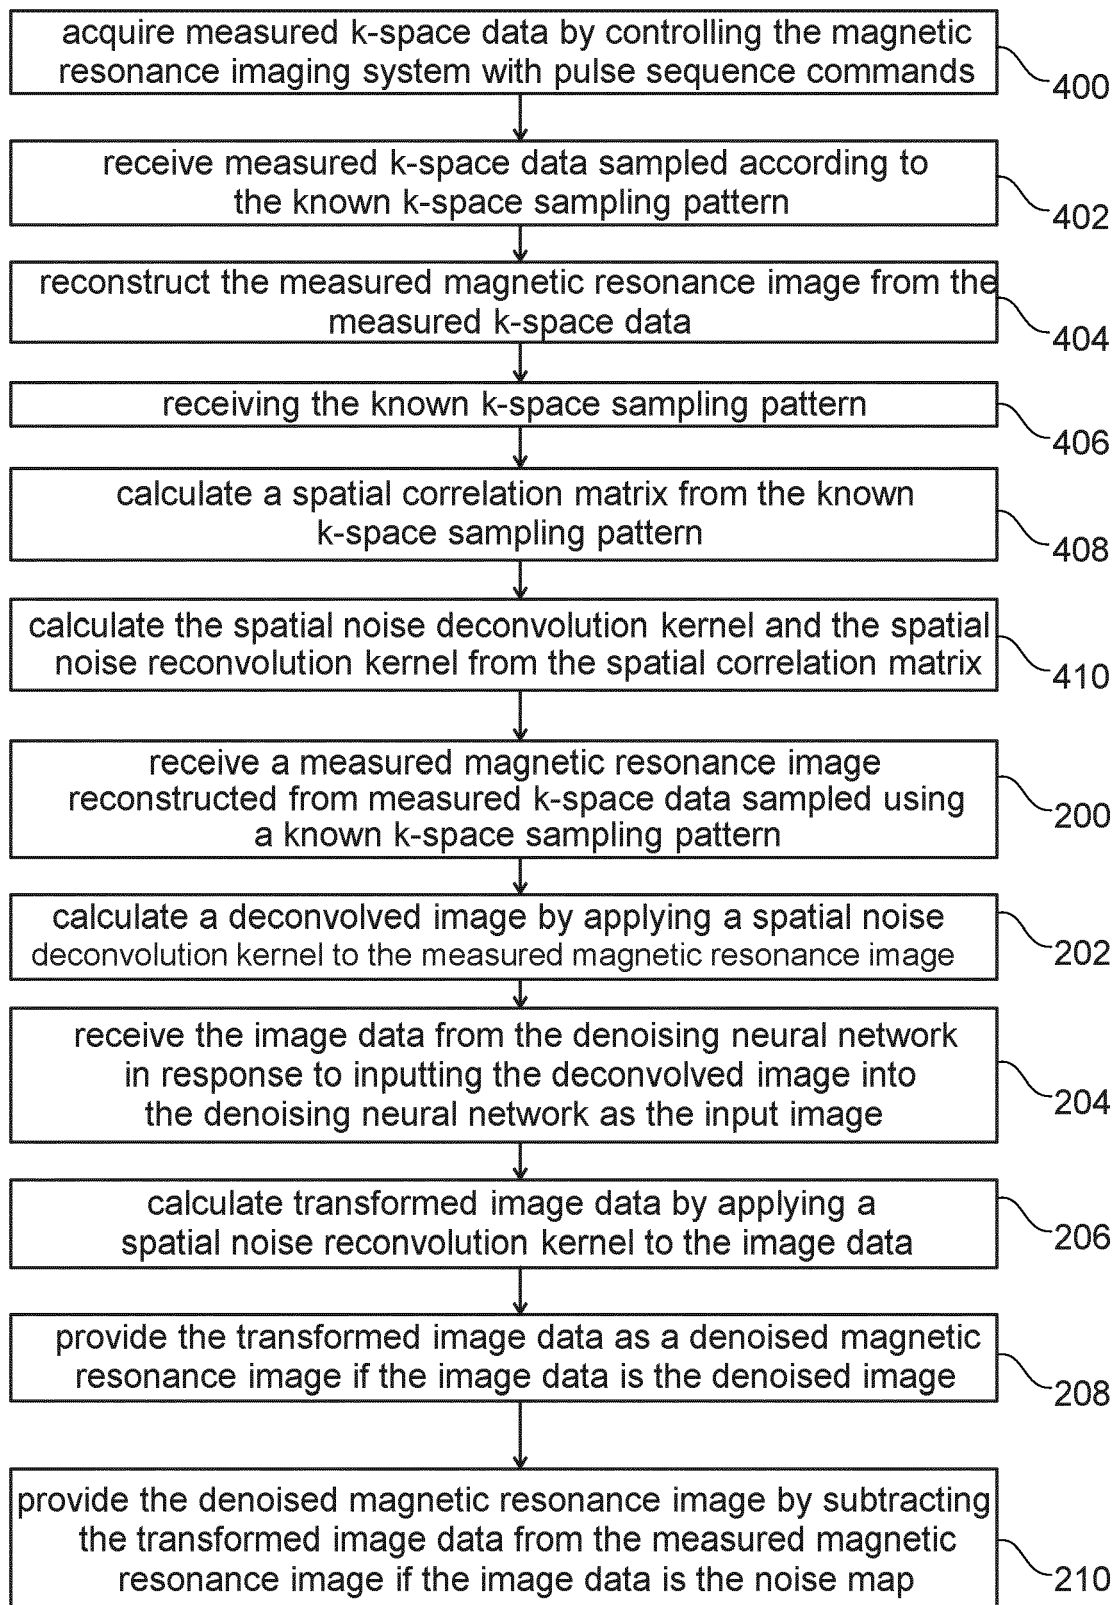 acquire measured k-space data by controlling the magnetic
resonance imaging system with pulse sequence commands
400
receive measured k-space data sampled according to
the known k-space sampling pattern
402
reconstruct the measured magnetic resonance image from the
measured k-space data
404
receiving the known k-space sampling pattern
406
calculate a spatial correlation matrix from the known
k-space sampling pattern
408
calculate the spatial noise deconvolution kernel and the spatial
noise reconvolution kernel from the spatial correlation matrix
410
receive a measured magnetic resonance image
reconstructed from measured k-space data sampled using
a known k-space sampling pattern
200
calculate a deconvolved image by applying a spatial noise
deconvolution kernel to the measured magnetic resonance image
202
receive the image data from the denoising neural network
in response to inputting the deconvolved image into
the denoising neural network as the input image
204
calculate transformed image data by applying a
spatial noise reconvolution kernel to the image data
206
provide the transformed image data as a denoised magnetic
resonance image if the image data is the denoised image
208
provide the denoised magnetic resonance image by subtracting
the transformed image data from the measured magnetic
resonance image if the image data is the noise map
210